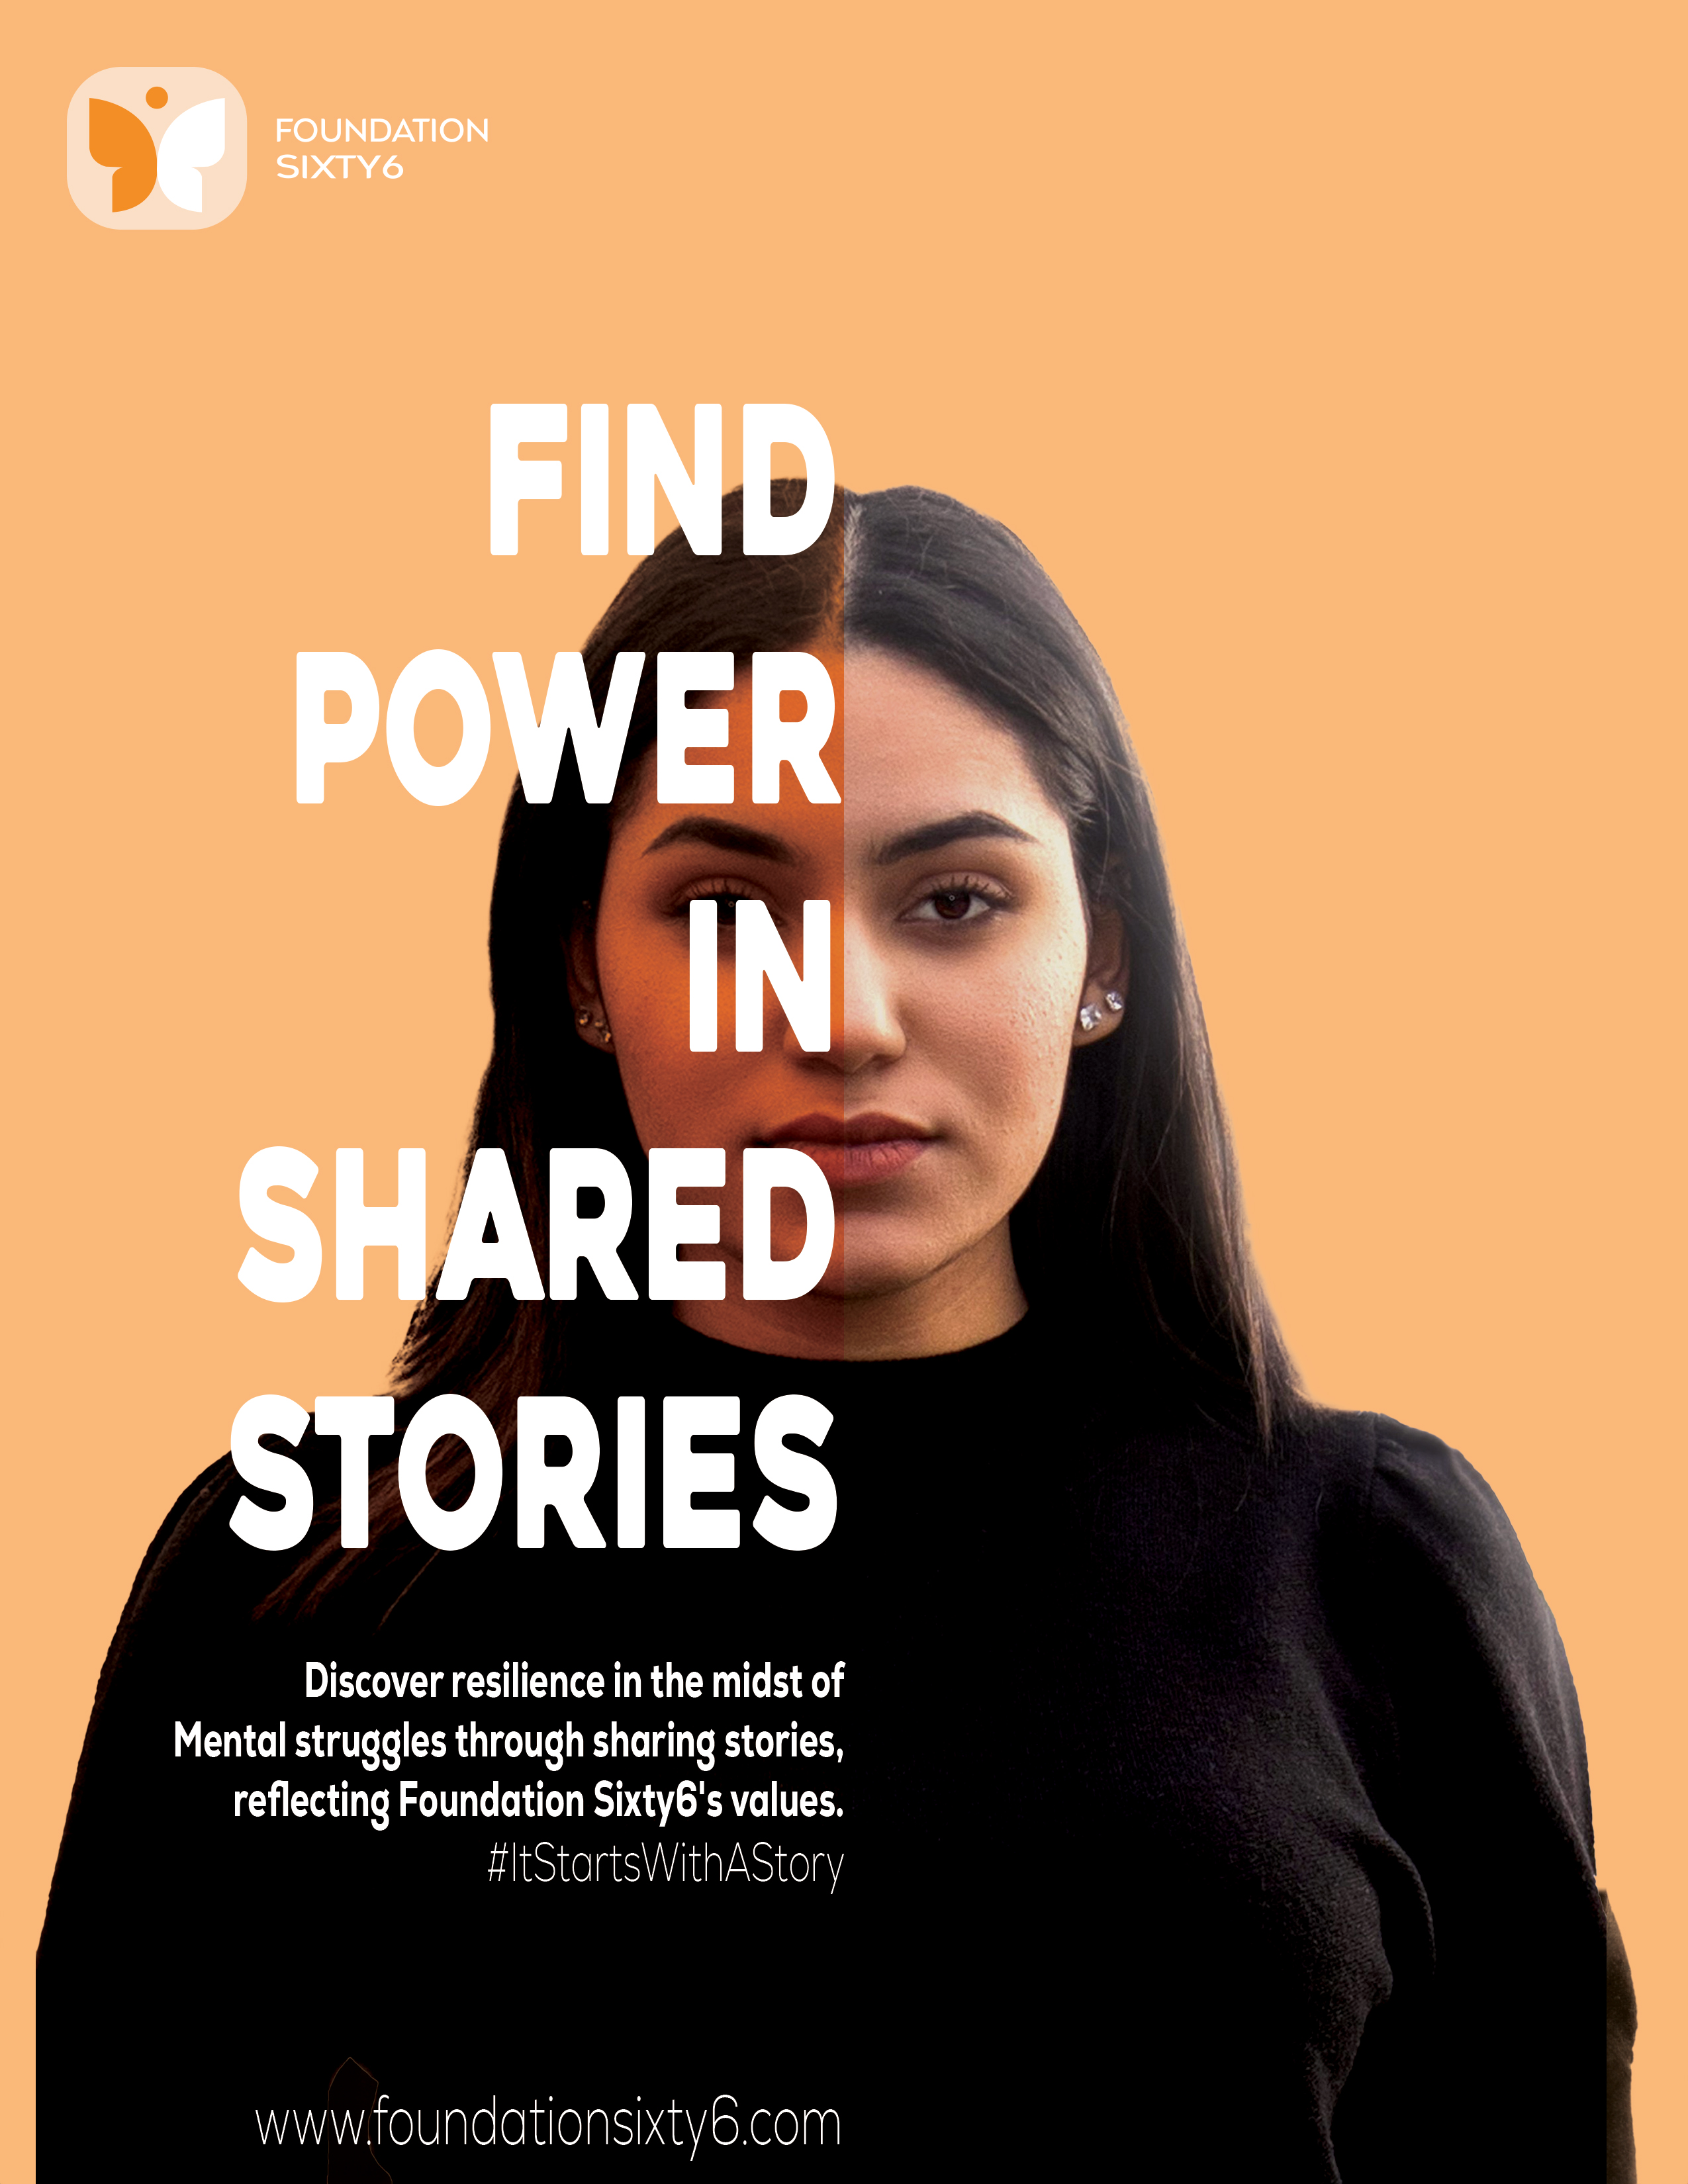 FOUNDATION
SIXTY6
FIND
POWER
IN
SHARED
STORIES
Discover resilience in the midst of
Mental struggles through sharing stories,
reflecting Foundation Sixty6's values.
#ItStartsWithAStory
www.foundationsixty6.com